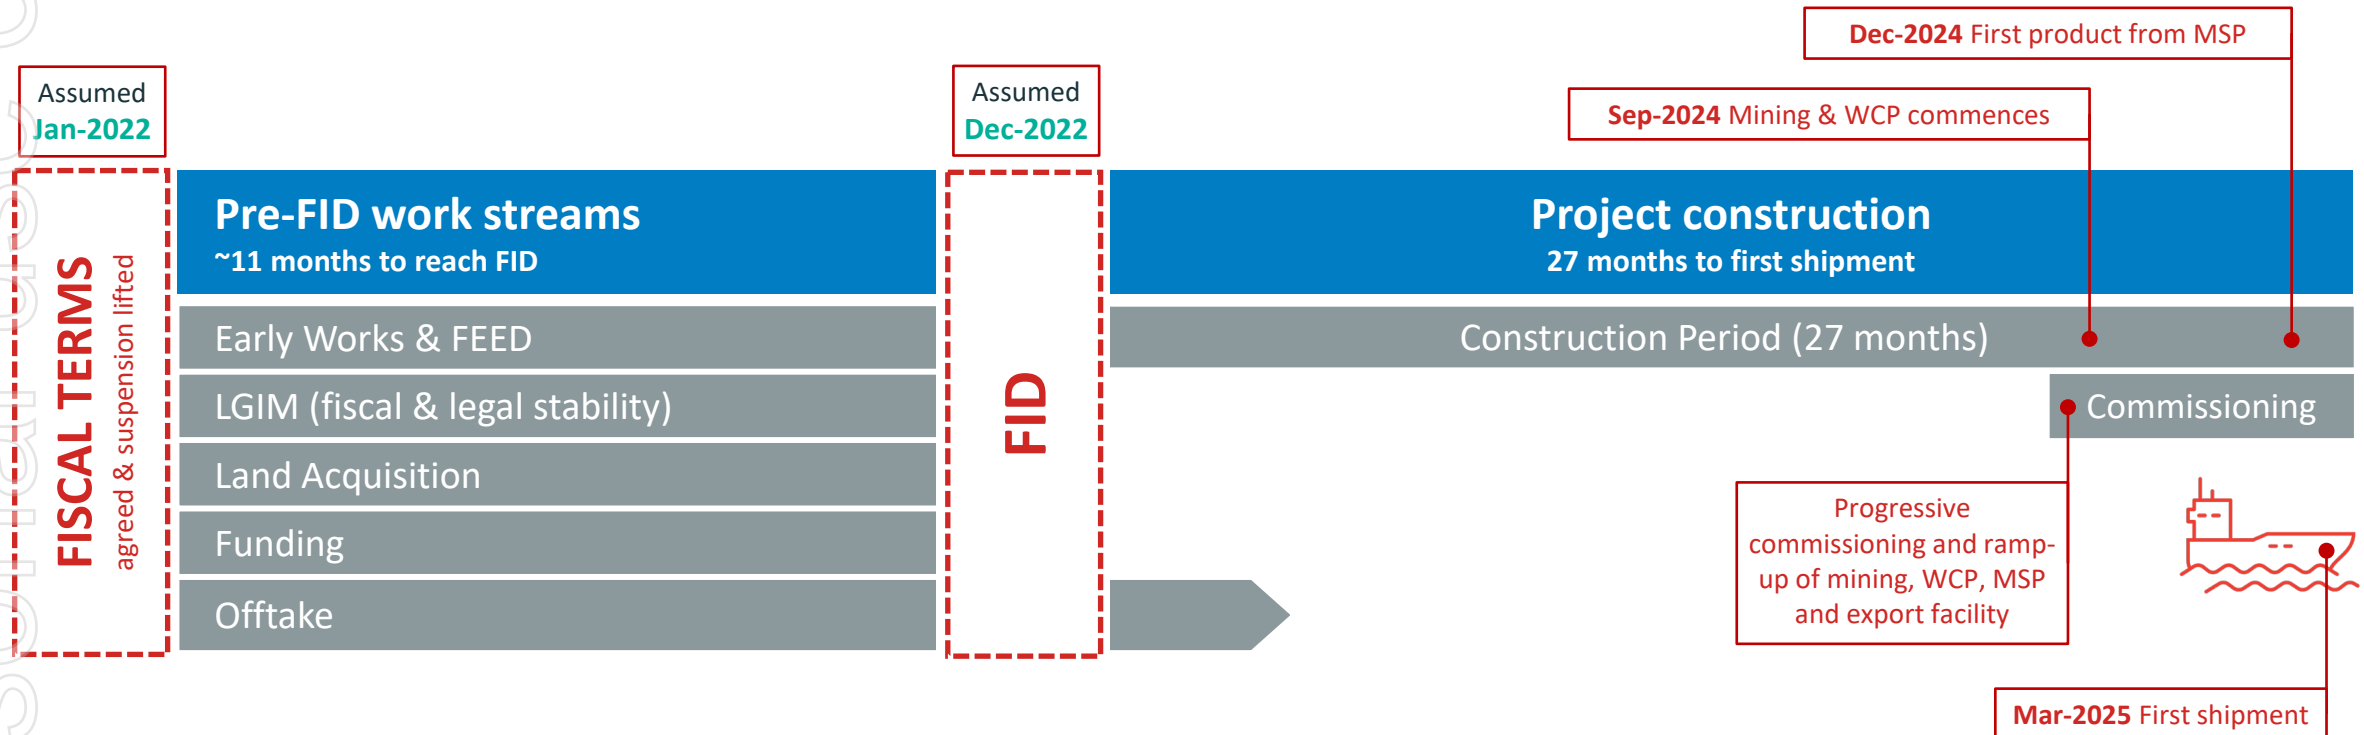 Dec-2024 First product from MSP
Assumed
Jan-2022
Assumed
Dec-2022
Sep-2024 Mining & WCP commences
FISCAL TERMS
agreed & suspension lifted
Pre-FID work streams
~11 months to reach FID
FID
Project construction
27 months to first shipment
Early Works & FEED
Construction Period (27 months)
LGIM (fiscal & legal stability)
Commissioning
Land Acquisition
Funding
Offtake
Progressive
commissioning and ramp-
up of mining, WCP, MSP
and export facility
Mar-2025 First shipment